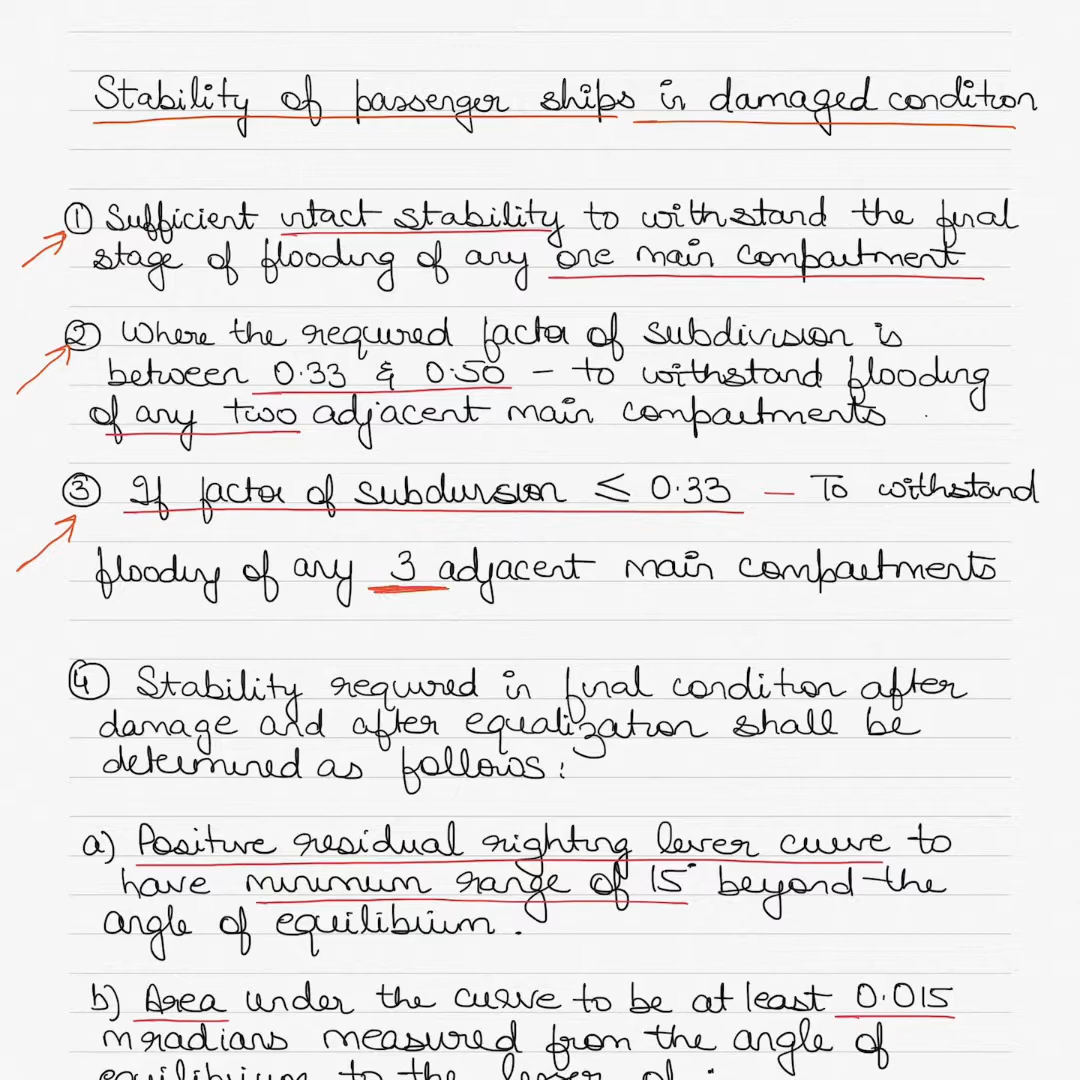 Stability of passenger ships in damaged condition
① Sufficient intact stability to withstand the final
stage of flooding of any one main compartment
② Where the required factor of subdivision is
between 0.33 & 0.50 – to withstand flooding
of any two adjacent main compartments.
③ If factor of subdivision ≤ 0.33 — To withstand
flooding of any 3 adjacent main compartments
④ Stability required in final condition after
damage and after equalization shall be
determined as follows:
a) Positive residual righting lever curve to
have minimum range of 15° beyond the
angle of equilibrium.
b) Area under the curve to be at least 0.015
m radians measured from the angle of
equilibrium to the lesser of :